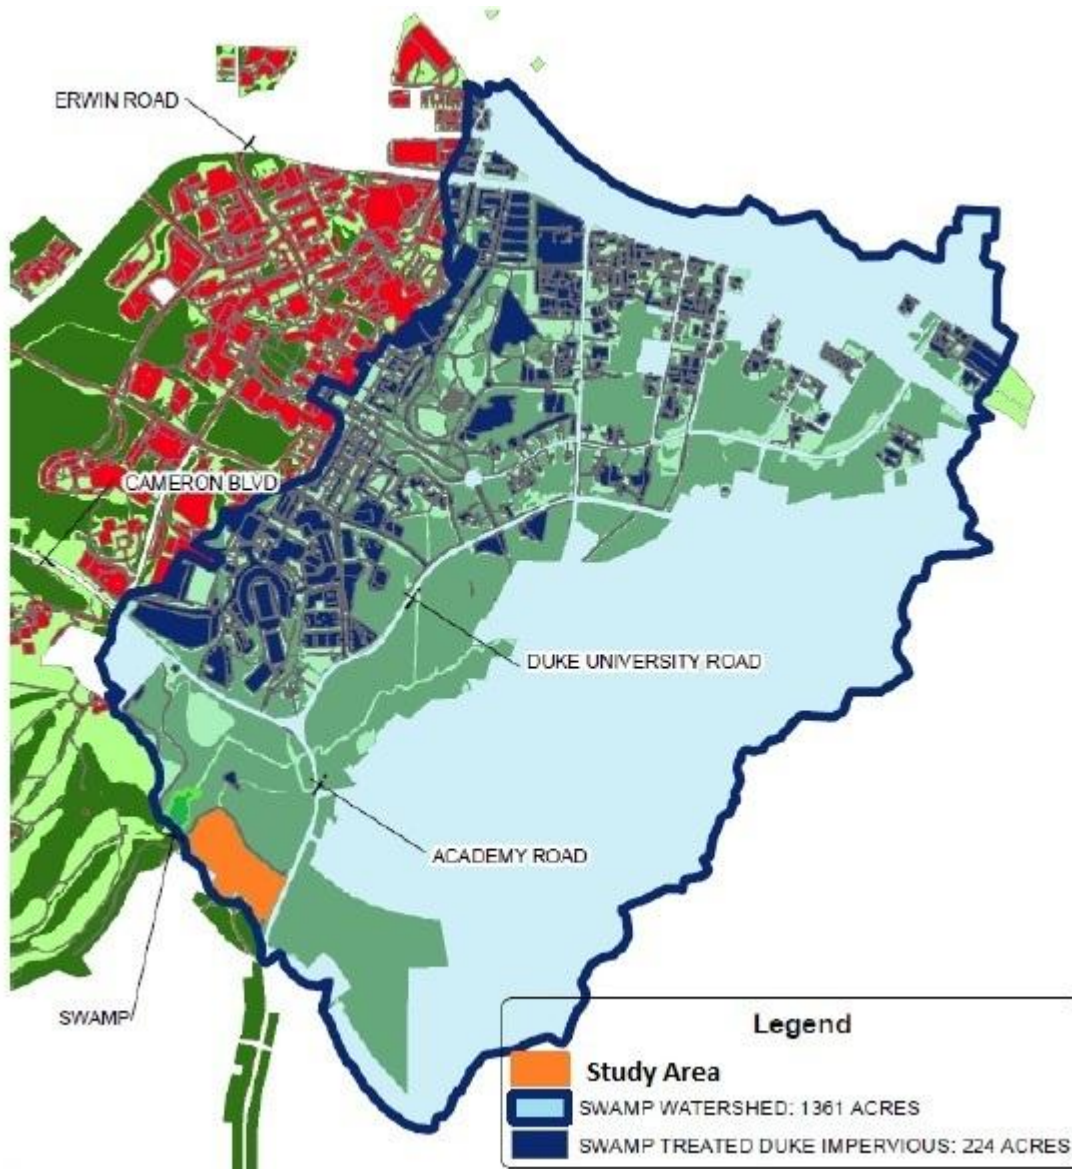 ERWIN ROAD
CAMERON BLVD
DUKE UNIVERSITY ROAD
ACADEMY ROAD
SWAMP
Legend
Study Area
SWAMP WATERSHED: 1361 ACRES
SWAMP TREATED DUKE IMPERVIOUS: 224 ACRES